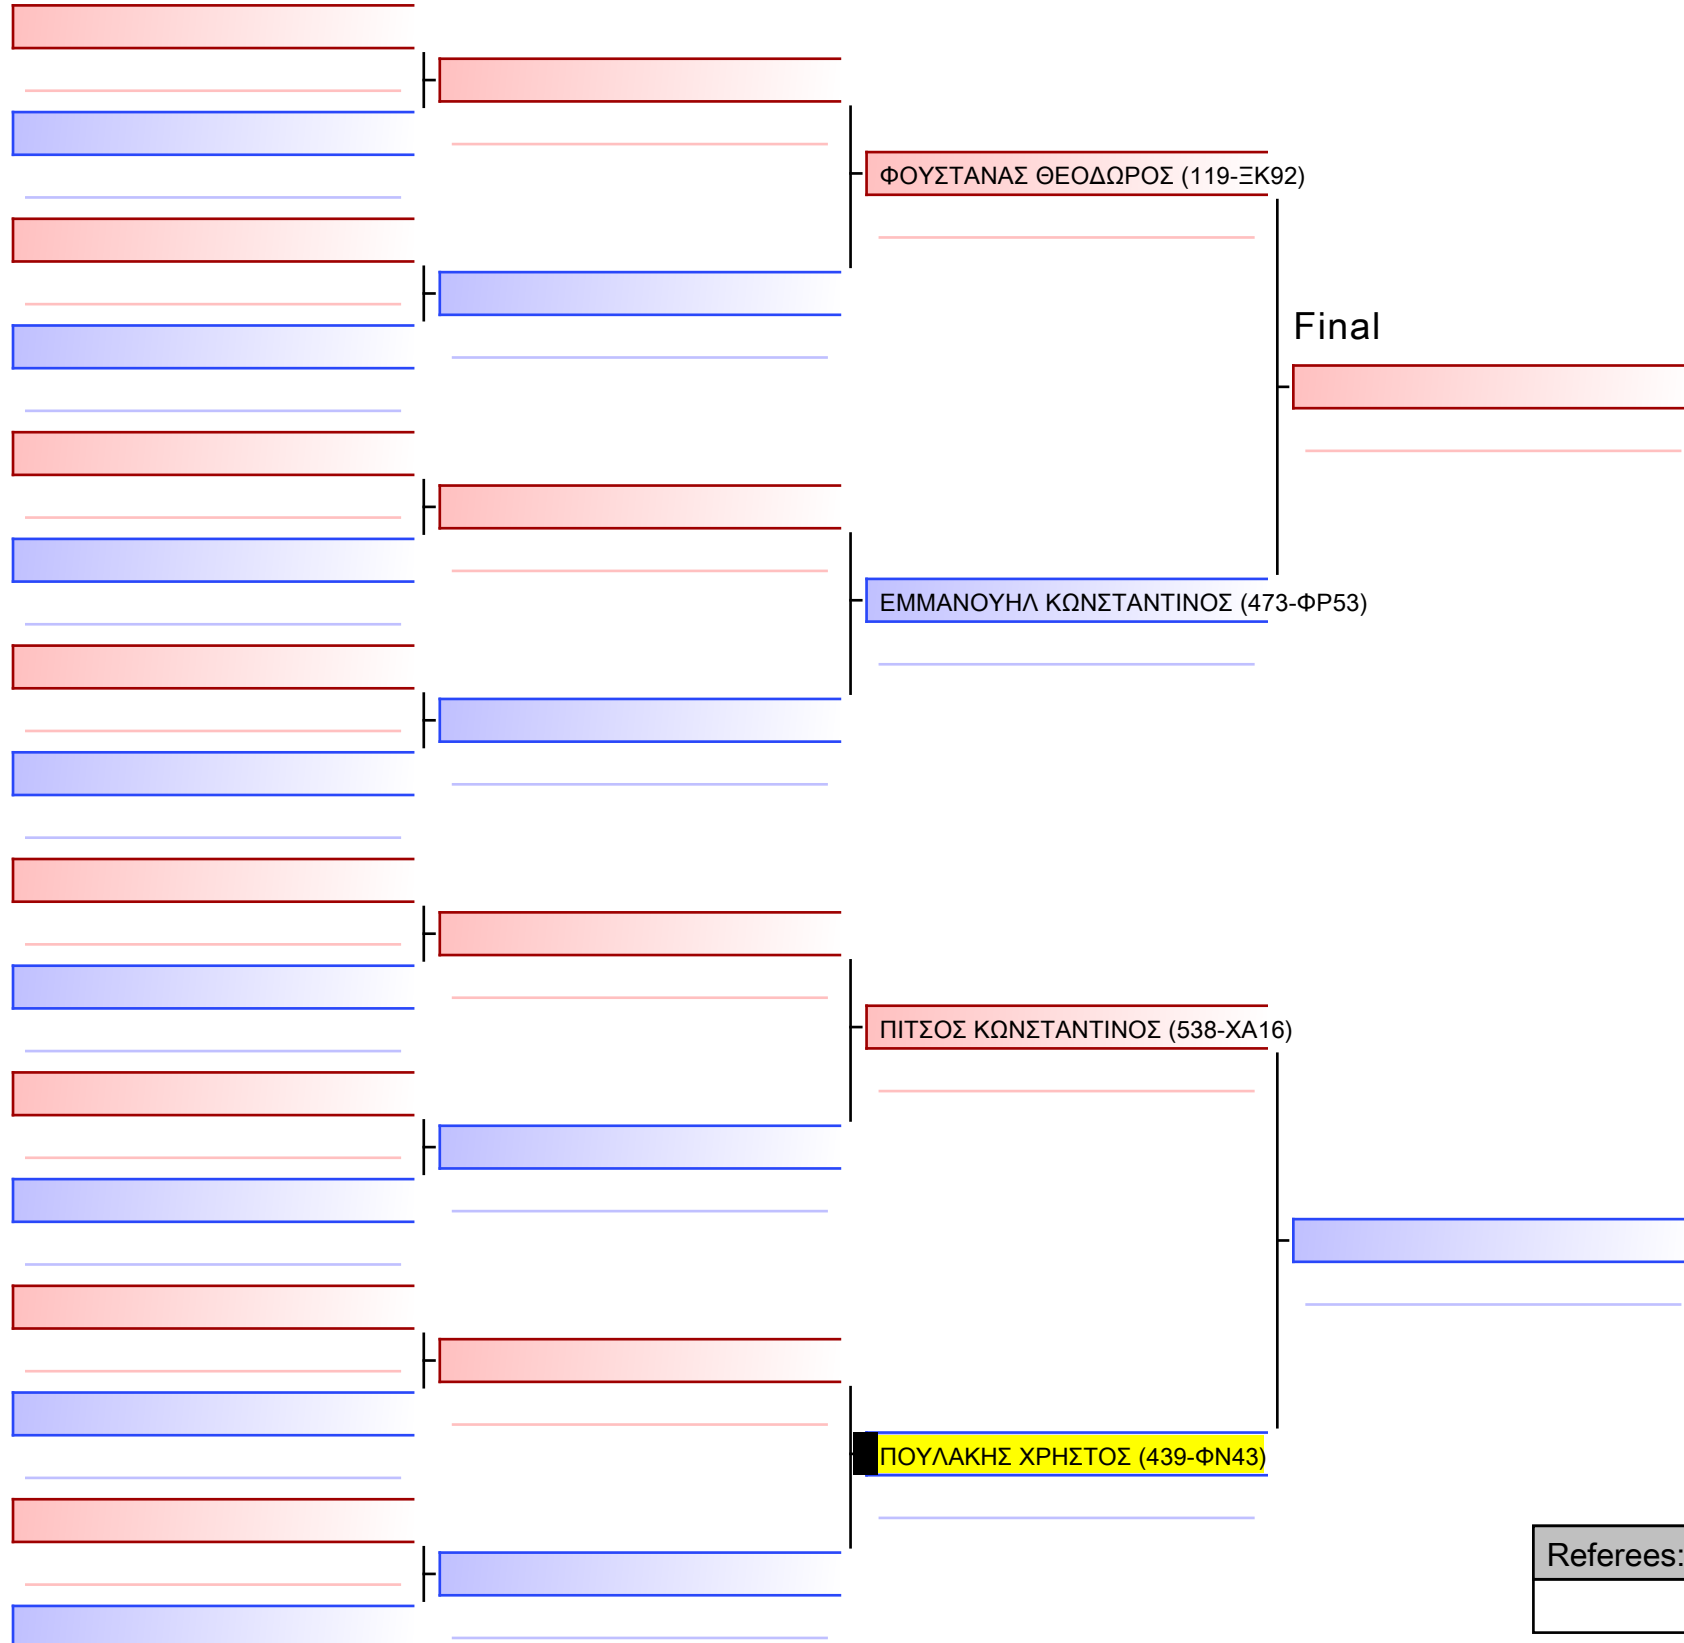 ΦΟΥΣΤΑΝΑΣ ΘΕΟΔΩΡΟΣ (119-ΞΚ92)
Final
ΕΜΜΑΝΟΥΗΛ ΚΩΝΣΤΑΝΤΙΝΟΣ (473-ΦΡ53)
ΠΙΤΣΟΣ ΚΩΝΣΤΑΝΤΙΝΟΣ (538-ΧΑ16)
ΠΟΥΛΑΚΗΣ ΧΡΗΣΤΟΣ (439-ΦΝ43)
Referees: